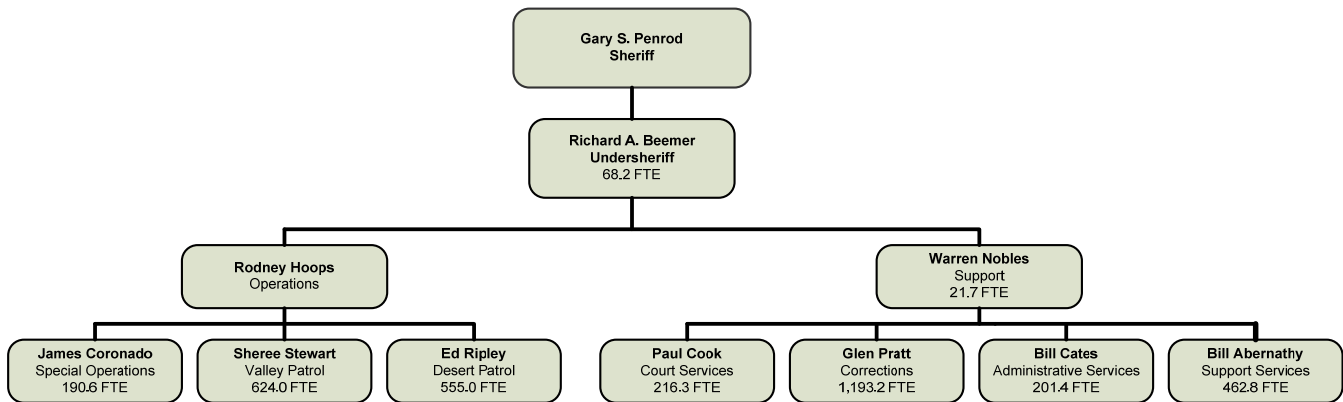 Gary S. Penrod
Sheriff
Richard A. Beemer
Undersheriff
68.2 FTE
Rodney Hoops
Operations
Warren Nobles
Support
21.7 FTE
James Coronado
Special Operations
190.6 FTE
Sheree Stewart
Valley Patrol
624.0 FTE
Ed Ripley
Desert Patrol
555.0 FTE
Paul Cook
Court Services
216.3 FTE
Glen Pratt
Corrections
1,193.2 FTE
Bill Cates
Administrative Services
201.4 FTE
Bill Abernathy
Support Services
462.8 FTE